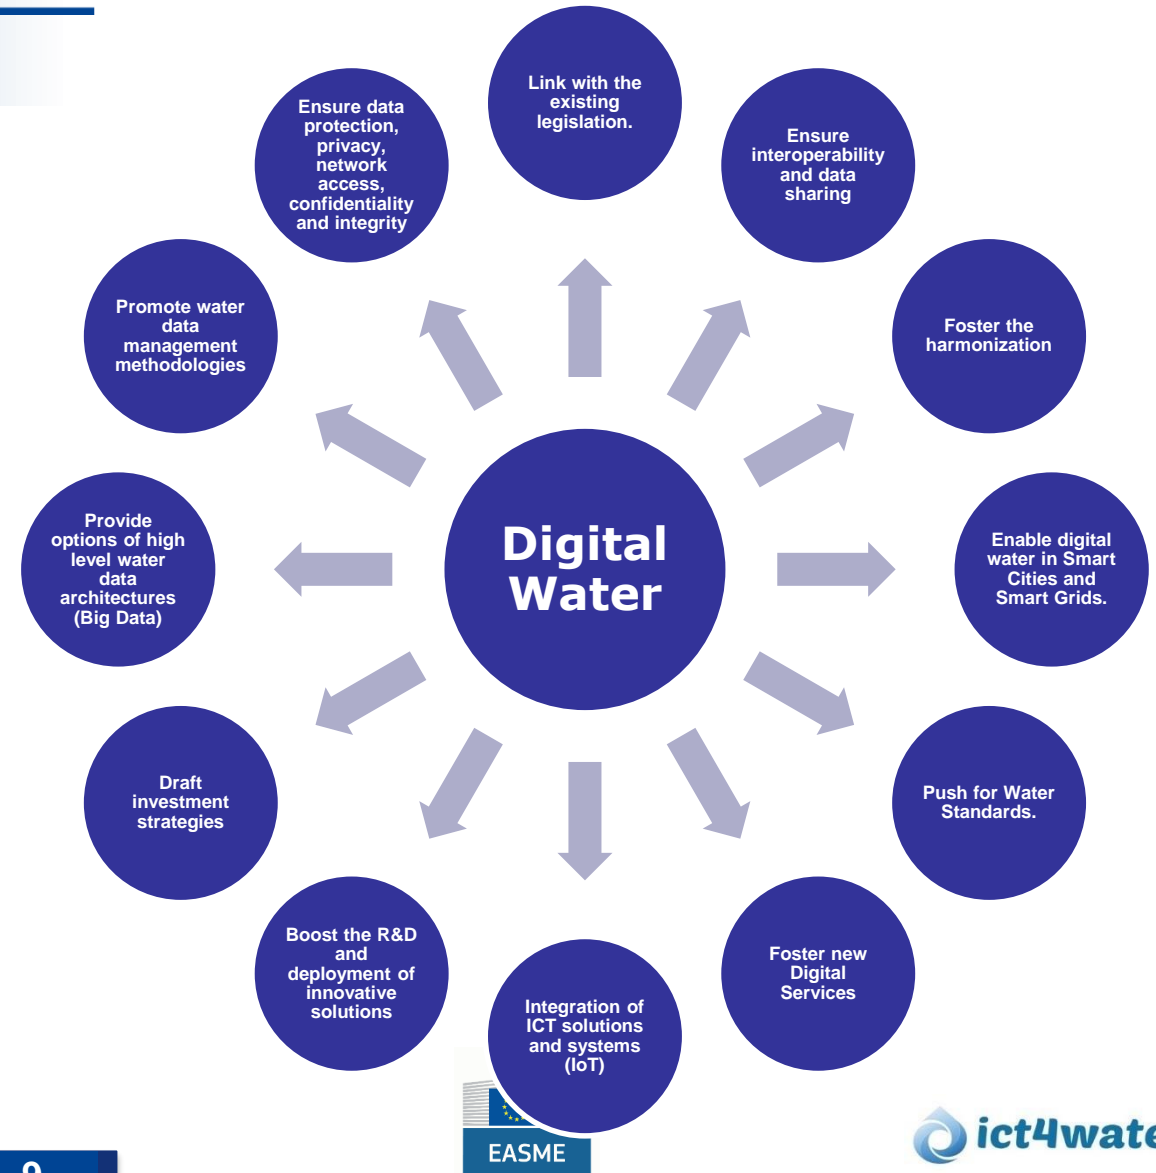 Link with the
existing
legislation.
Ensure
interoperability
and data
sharing
Foster the
harmonization
Enable digital
water in Smart
Cities and
Smart Grids.
Push for Water
Standards.
Foster new
Digital
Services
Integration of
ICT solutions
and systems
(IoT)
Boost the R&D
and
deployment of
innovative
solutions
Draft
investment
strategies
Provide
options of high
level water
data
architectures
(Big Data)
Promote water
data
management
methodologies
Ensure data
protection,
privacy,
network
access,
confidentiality
and integrity
Digital
Water
EASME
ict4wate
9